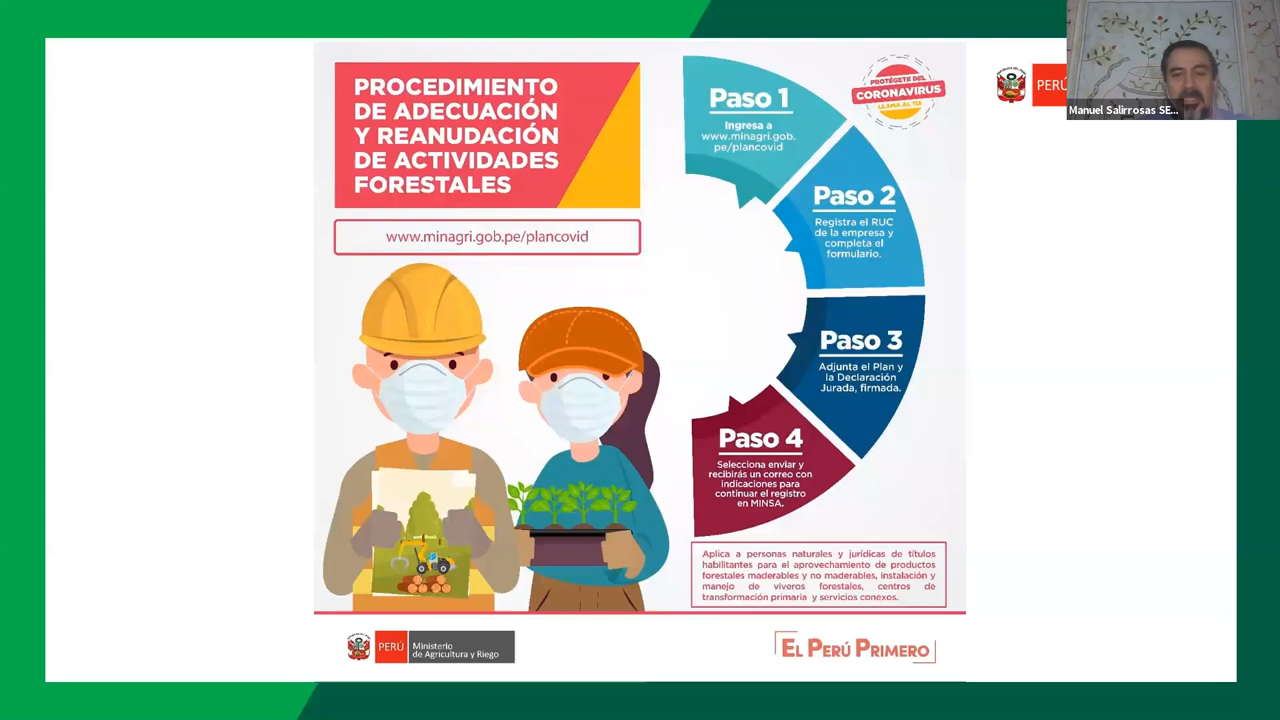 PROCEDIMIENTO
DE ADECUACIÓN
Y REANUDACIÓN
DE ACTIVIDADES
FORESTALES
www.minagri.gob.pe/plancovid
Paso 1
Ingresa a
www.minagri.gob.
pe/plancovid
PROTÉGETE DEL
CORONAVIRUS
LLAMA AL 113
Paso 2
Registra el RUC
de la empresa y
completa el
formulario.
Paso 3
Adjunta el Plan y
la Declaración
Jurada, firmada.
Paso 4
Selecciona enviar y
recibirás un correo con
indicaciones para
continuar el registro
en MINSA.
Aplica a personas naturales y jurídicas de títulos
habilitantes para el aprovechamiento de productos
forestales maderables y no maderables, instalación y
manejo de viveros forestales, centros de
transformación primaria y servicios conexos.
PERÚ
Ministerio
de Agricultura y Riego
EL PERÚ PRIMERO
PERÚ
Manuel Salirrosas SE...